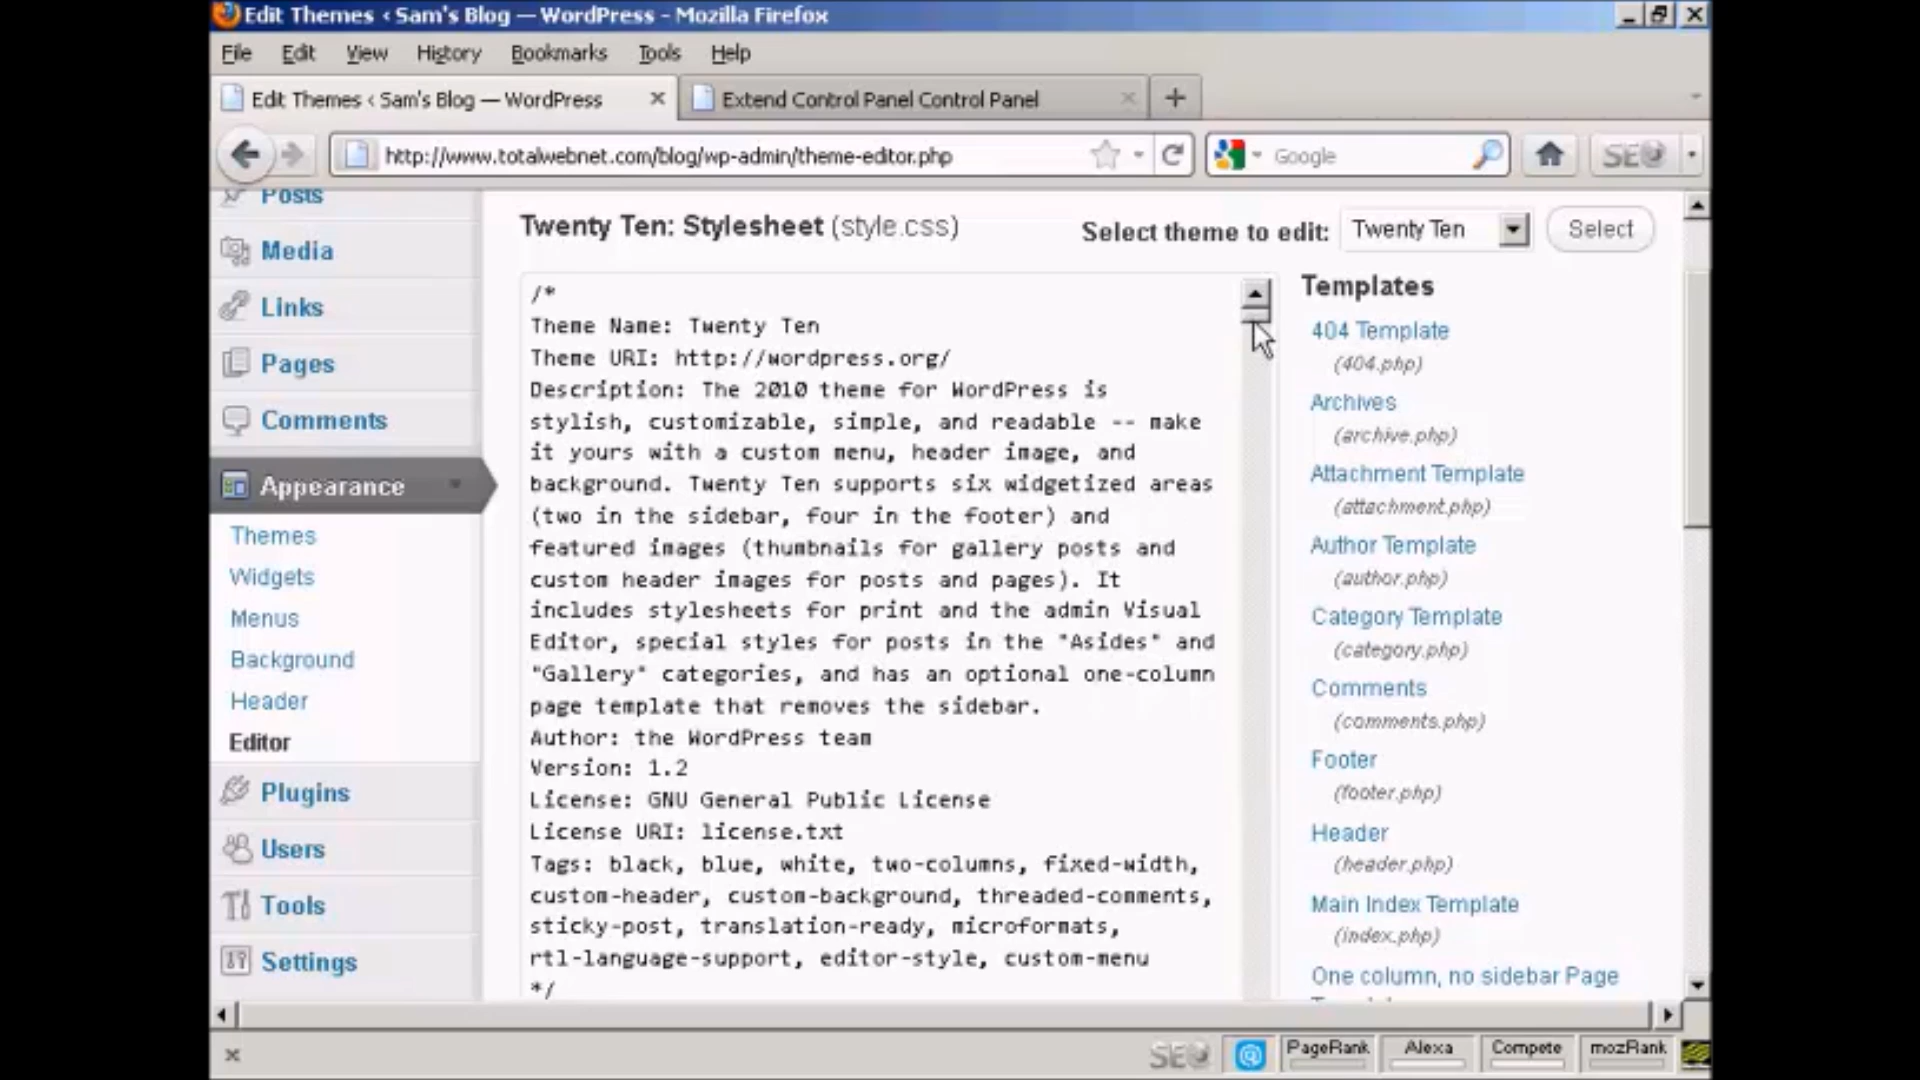 Edit Themes ‹ Sam's Blog — WordPress - Mozilla Firefox
File Edit View History Bookmarks Tools Help
Edit Themes ‹ Sam's Blog — WordPress
Extend Control Panel Control Panel
http://www.totalwebnet.com/blog/wp-admin/theme-editor.php
Google
SEO
Posts
Media
Links
Pages
Comments
Appearance
Themes
Widgets
Menus
Background
Header
Editor
Plugins
Users
Tools
Settings
Twenty Ten: Stylesheet (style.css)
Select theme to edit: Twenty Ten Select
/*
Theme Name: Twenty Ten
Theme URI: http://wordpress.org/
Description: The 2010 theme for WordPress is
stylish, customizable, simple, and readable -- make
it yours with a custom menu, header image, and
background. Twenty Ten supports six widgetized areas
(two in the sidebar, four in the footer) and
featured images (thumbnails for gallery posts and
custom header images for posts and pages). It
includes stylesheets for print and the admin Visual
Editor, special styles for posts in the "Asides" and
"Gallery" categories, and has an optional one-column
page template that removes the sidebar.
Author: the WordPress team
Version: 1.2
License: GNU General Public License
License URI: license.txt
Tags: black, blue, white, two-columns, fixed-width,
custom-header, custom-background, threaded-comments,
sticky-post, translation-ready, microformats,
rtl-language-support, editor-style, custom-menu
*/
Templates
404 Template
(404.php)
Archives
(archive.php)
Attachment Template
(attachment.php)
Author Template
(author.php)
Category Template
(category.php)
Comments
(comments.php)
Footer
(footer.php)
Header
(header.php)
Main Index Template
(index.php)
One column, no sidebar Page
SEO
PageRank
Alexa
Compete
mozRank